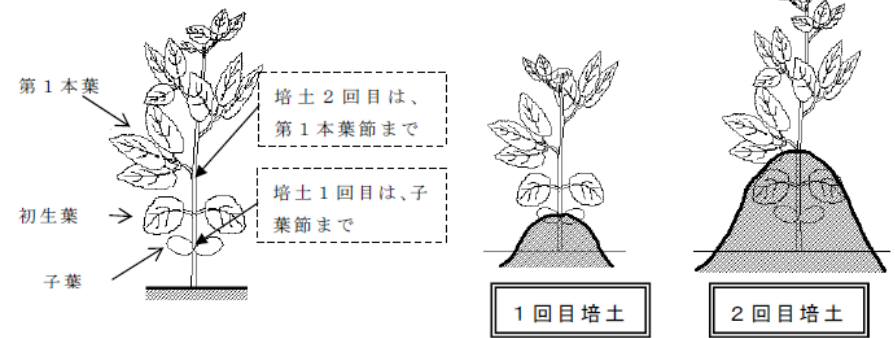 第１本葉
培土２回目は、
第１本葉節まで
初生葉
培土１回目は、子
葉節まで
子葉
１回目培土
２回目培土